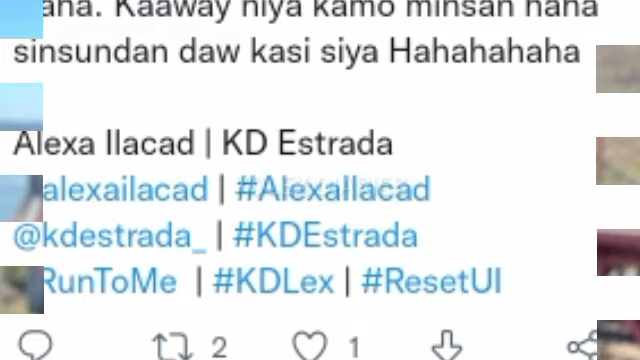 Kaaway niya kamo minsan haha
sinsundan daw kasi siya Hahahahaha
Alexa Ilacad | KD Estrada
alexailacad | #AlexaIlacad
@kdestrada_ | #KDEstrada
RunToMe | #KDLex | #ResetUI
2 1